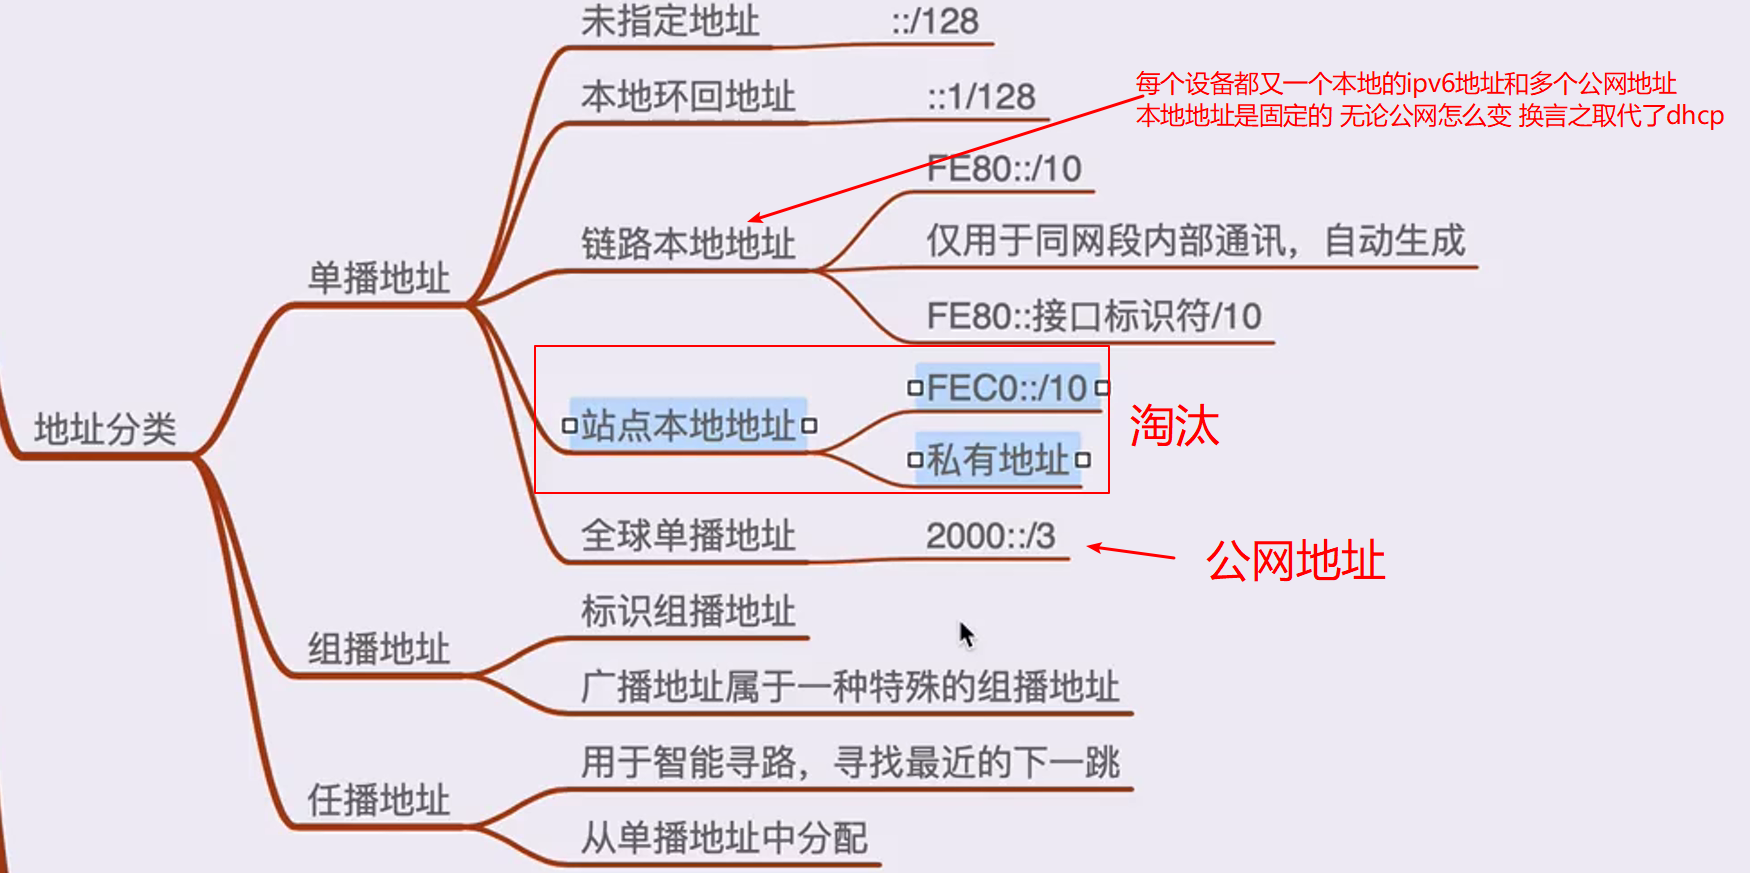 未指定地址 ::/128
本地环回地址 ::1/128
每个设备都又一个本地的ipv6地址和多个公网地址
本地地址是固定的 无论公网怎么变 换言之取代了dhcp
FE80::/10
链路本地地址
仅用于同网段内部通讯，自动生成
单播地址
FE80::接口标识符/10
FEC0::/10
地址分类
站点本地地址
淘汰
私有地址
全球单播地址 2000::/3
公网地址
标识组播地址
组播地址
广播地址属于一种特殊的组播地址
用于智能寻路，寻找最近的下一跳
任播地址
从单播地址中分配